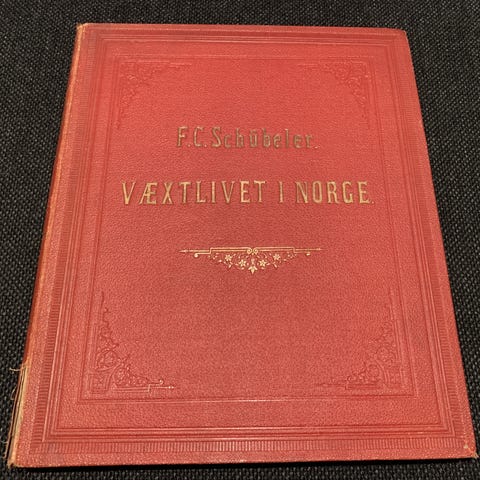 F.C. Schübeler.
VÆXTLIVET I NORGE.